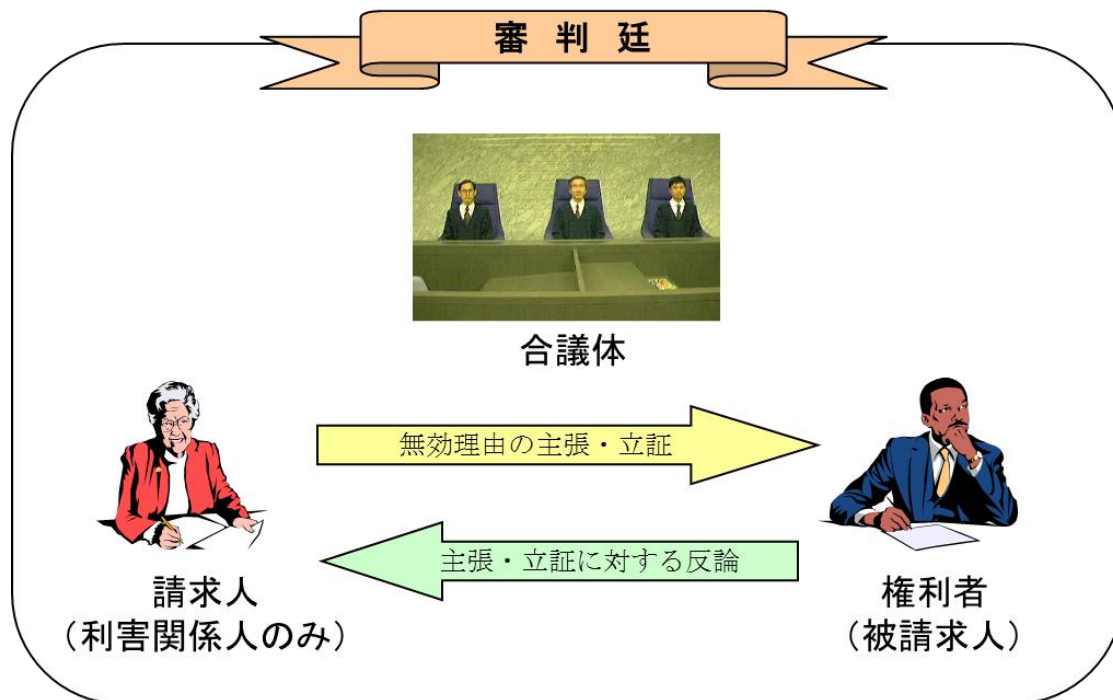 審判廷
合議体
無効理由の主張・立証
主張・立証に対する反論
請求人
（利害関係人のみ）
権利者
（被請求人）